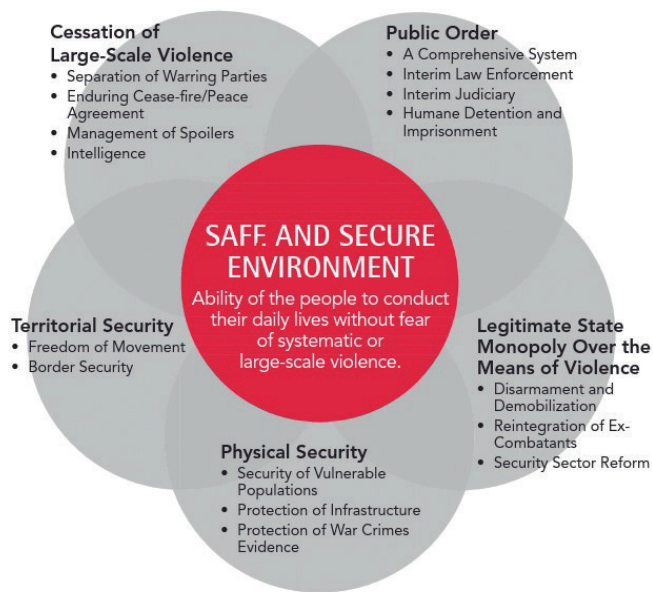 Cessation of
Large-Scale Violence
• Separation of Warring Parties
• Enduring Cease-fire/Peace
Agreement
• Management of Spoilers
• Intelligence
Public Order
• A Comprehensive System
• Interim Law Enforcement
• Interim Judiciary
• Humane Detention and
Imprisonment
SAFF. AND SECURE
ENVIRONMENT
Ability of the people to conduct
their daily lives without fear
of systematic or
large-scale violence.
Territorial Security
• Freedom of Movement
• Border Security
Legitimate State
Monopoly Over the
Means of Violence
• Disarmament and
Demobilization
• Reintegration of Ex-
Combatants
• Security Sector Reform
Physical Security
• Security of Vulnerable
Populations
• Protection of Infrastructure
• Protection of War Crimes
Evidence